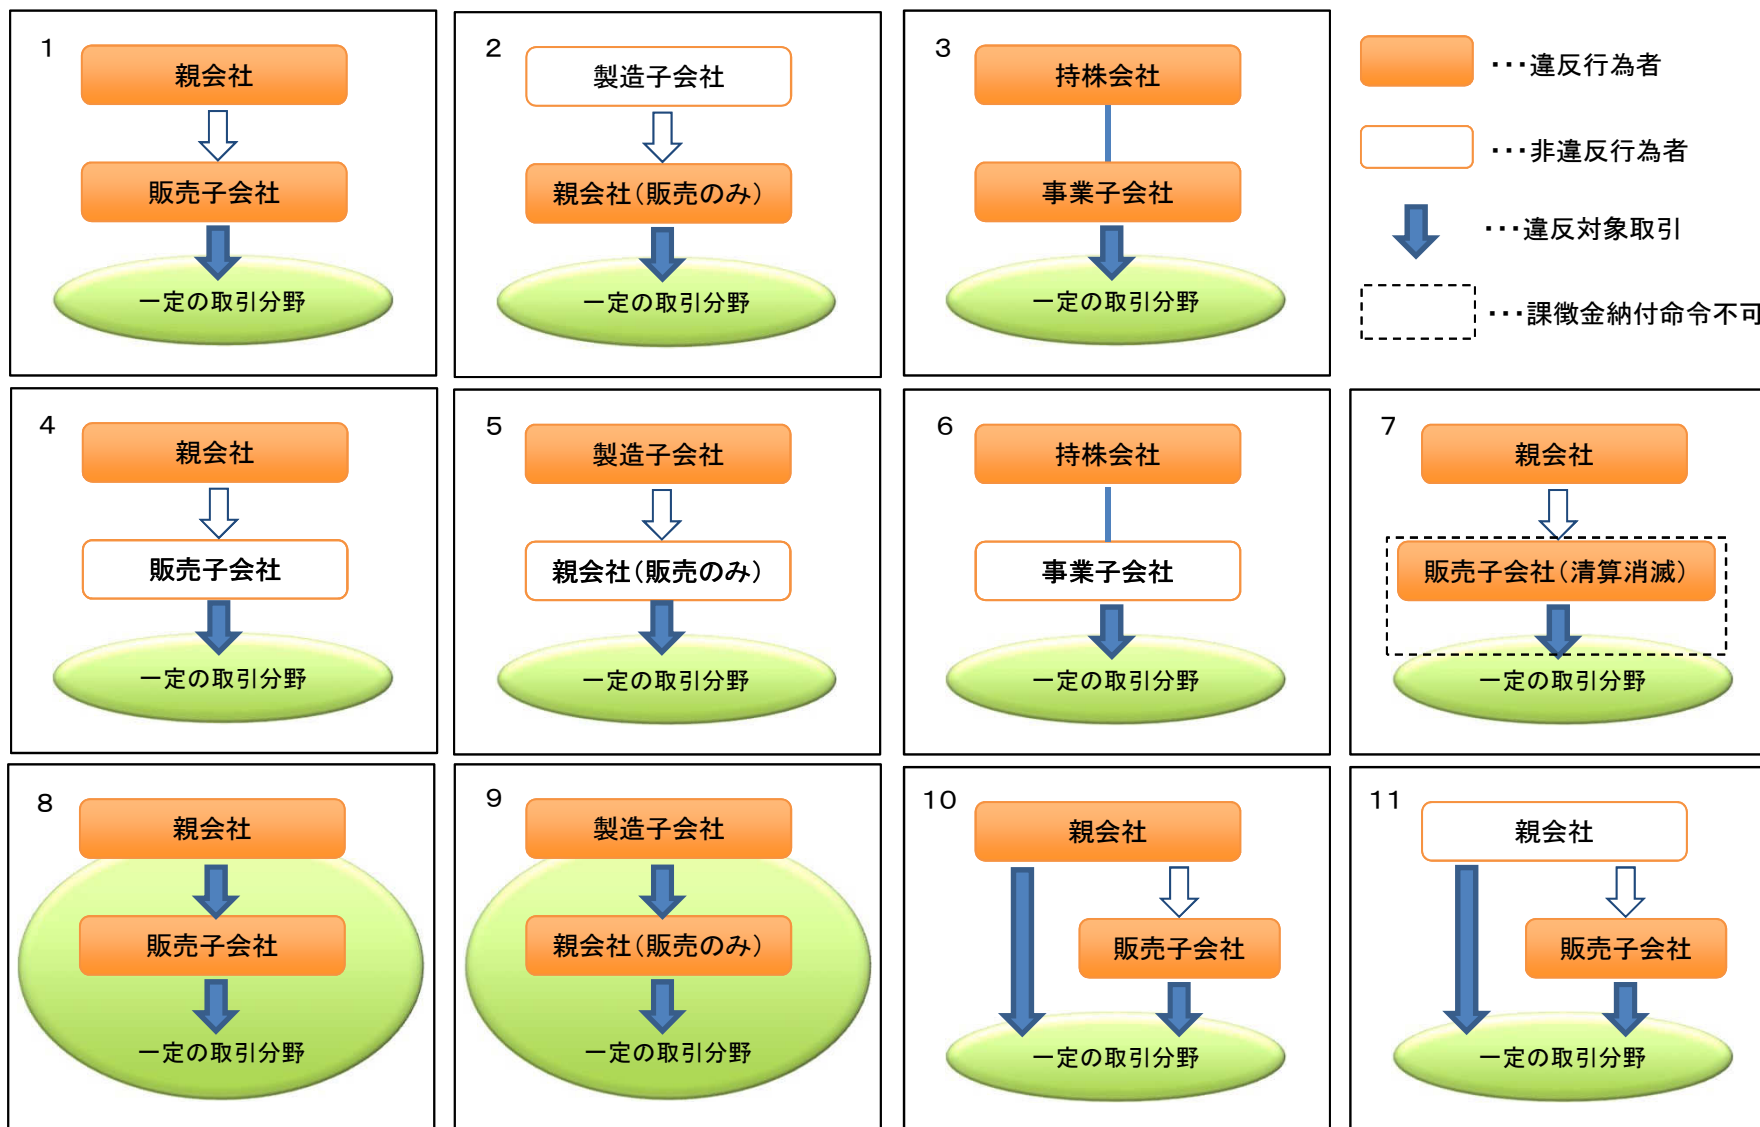 1
親会社
販売子会社
一定の取引分野
2
製造子会社
親会社(販売のみ)
一定の取引分野
3
持株会社
事業子会社
一定の取引分野
･･･違反行為者
･･･非違反行為者
･･･違反対象取引
･･･課徴金納付命令不可
4
親会社
販売子会社
一定の取引分野
5
製造子会社
親会社(販売のみ)
一定の取引分野
6
持株会社
事業子会社
一定の取引分野
7
親会社
販売子会社(清算消滅)
一定の取引分野
8
親会社
販売子会社
一定の取引分野
9
製造子会社
親会社(販売のみ)
一定の取引分野
10
親会社
販売子会社
一定の取引分野
11
親会社
販売子会社
一定の取引分野